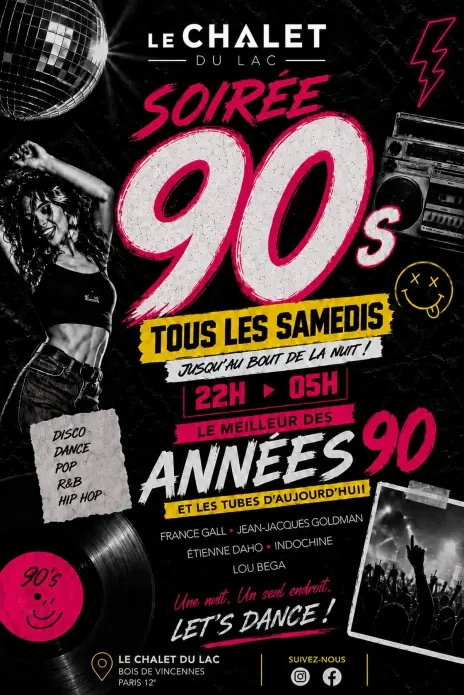 LE CHALET
DU LAC
SOIRÉE
90s
TOUS LES SAMEDIS
JUSQU'AU BOUT DE LA NUIT !
22H ▶ 05H
LE MEILLEUR DES
ANNÉES 90
ET LES TUBES D'AUJOURD'HUI!
DISCO
DANCE
POP
R&B
HIP HOP
FRANCE GALL • JEAN-JACQUES GOLDMAN
ÉTIENNE DAHO • INDOCHINE
LOU BEGA
90's
Une nuit. Un seul endroit.
LET'S DANCE !
LE CHALET DU LAC
BOIS DE VINCENNES
PARIS 12e
SUIVEZ-NOUS